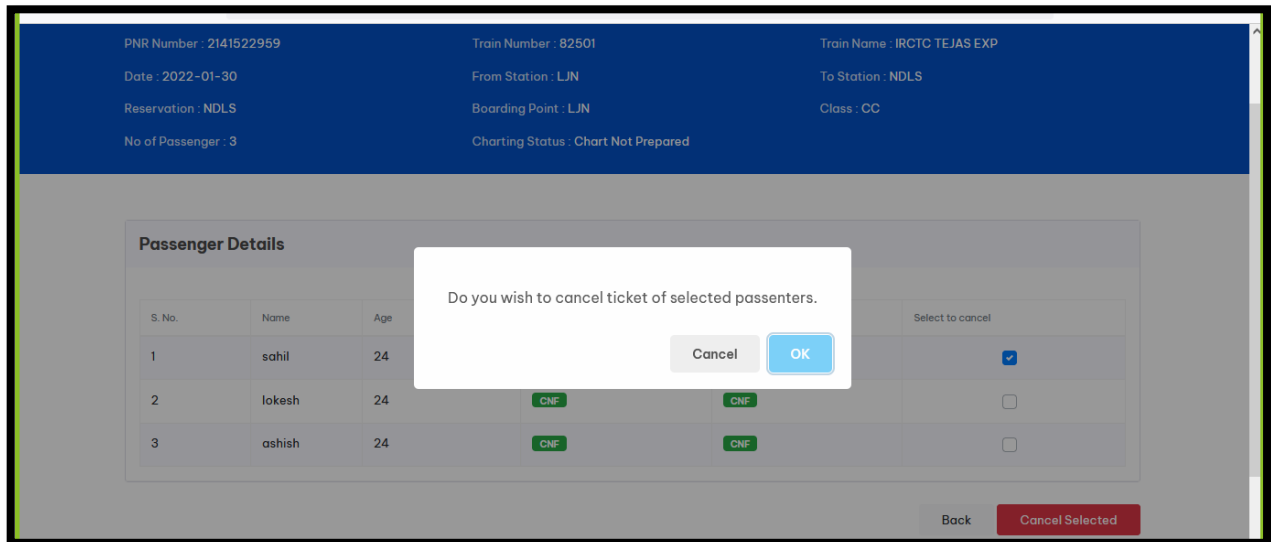 PNR Number : 2141522959 Train Number : 82501 Train Name : IRCTC TEJAS EXP
Date : 2022-01-30 From Station : LJN To Station : NDLS
Reservation : NDLS Boarding Point : LJN Class : CC
No of Passenger : 3 Charting Status : Chart Not Prepared
Passenger Details
Do you wish to cancel ticket of selected passenters.
Cancel OK
S. No. Name Age Select to cancel
1 sahil 24
2 lokesh 24 CNF CNF
3 ashish 24 CNF CNF
Back Cancel Selected